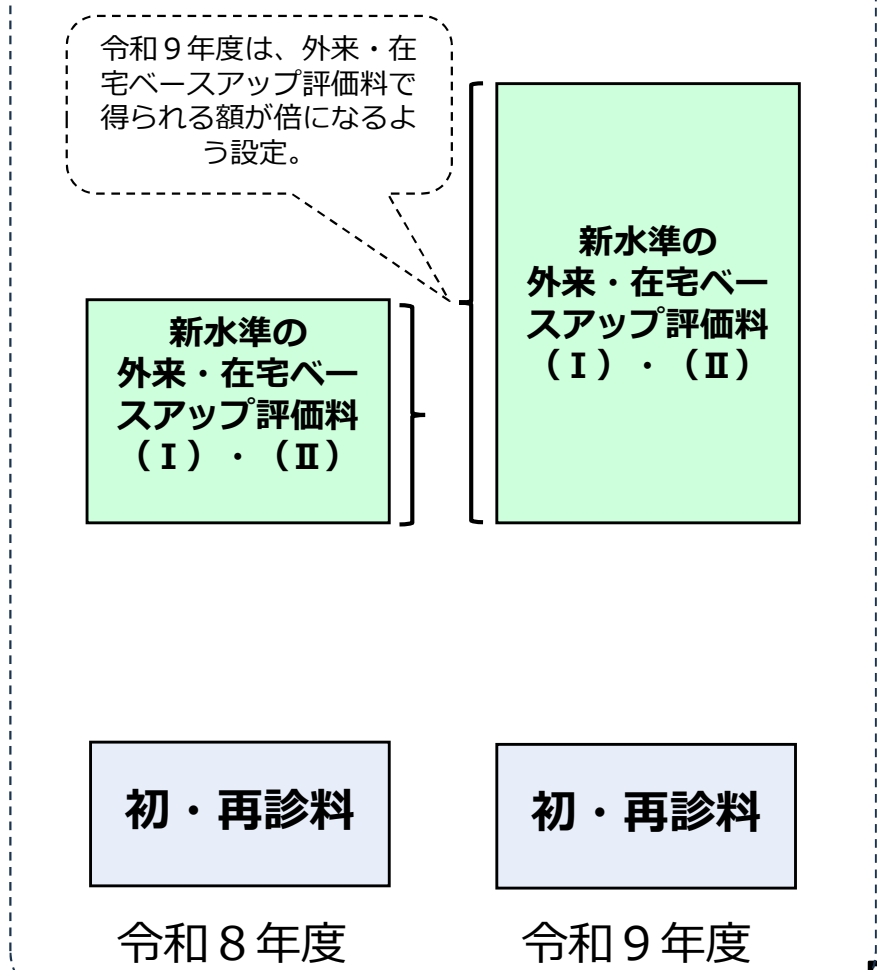 令和９年度は、外来・在
宅ベースアップ評価料で
得られる額が倍になるよ
う設定。
新水準の
外来・在宅ベー
スアップ評価料
（Ⅰ）・（Ⅱ）
新水準の
外来・在宅ベー
スアップ評価料
（Ⅰ）・（Ⅱ）
初・再診料
初・再診料
令和８年度
令和９年度